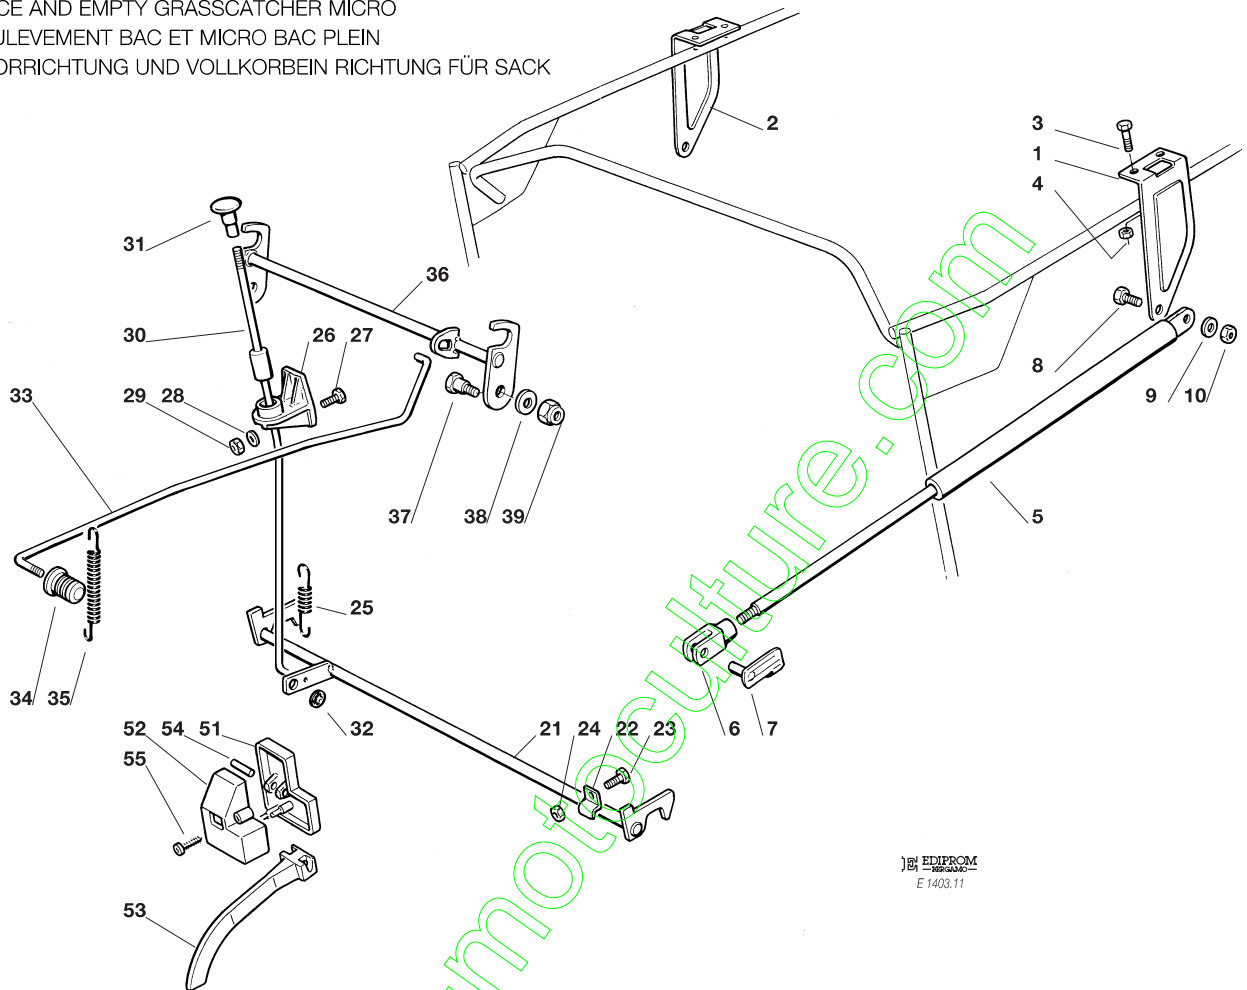 CE AND EMPTY GRASSCATCHER MICRO
ULEVEMENT BAC ET MICRO BAC PLEIN
ORRICHTUNG UND VOLLKORBEIN RICHTUNG FÜR SACK
2
3
1
4
31
36
30
26 27
8
33
29 28
9 10
37 38 39
5
25
34 35
32
6 7
52 54 51
21 24 22 23
55
53
EDIPROM
BERGAMO
E 1403.11
motoculture.com